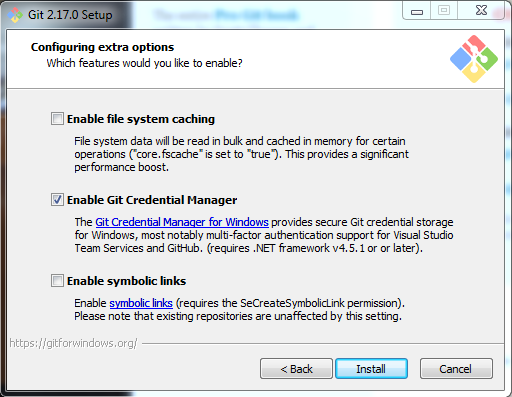 The entire Pro Git book
Git 2.17.0 Setup
Configuring extra options
Which features would you like to enable?
Enable file system caching
File system data will be read in bulk and cached in memory for certain
operations ("core.fscache" is set to "true"). This provides a significant
performance boost.
Enable Git Credential Manager
The Git Credential Manager for Windows provides secure Git credential storage
for Windows, most notably multi-factor authentication support for Visual Studio
Team Services and GitHub. (requires .NET framework v4.5.1 or or later).
Enable symbolic links
Enable symbolic links (requires the SeCreateSymbolicLink permission).
Please note that existing repositories are unaffected by this setting.
https://gitforwindows.org/
< Back
Install
Cancel